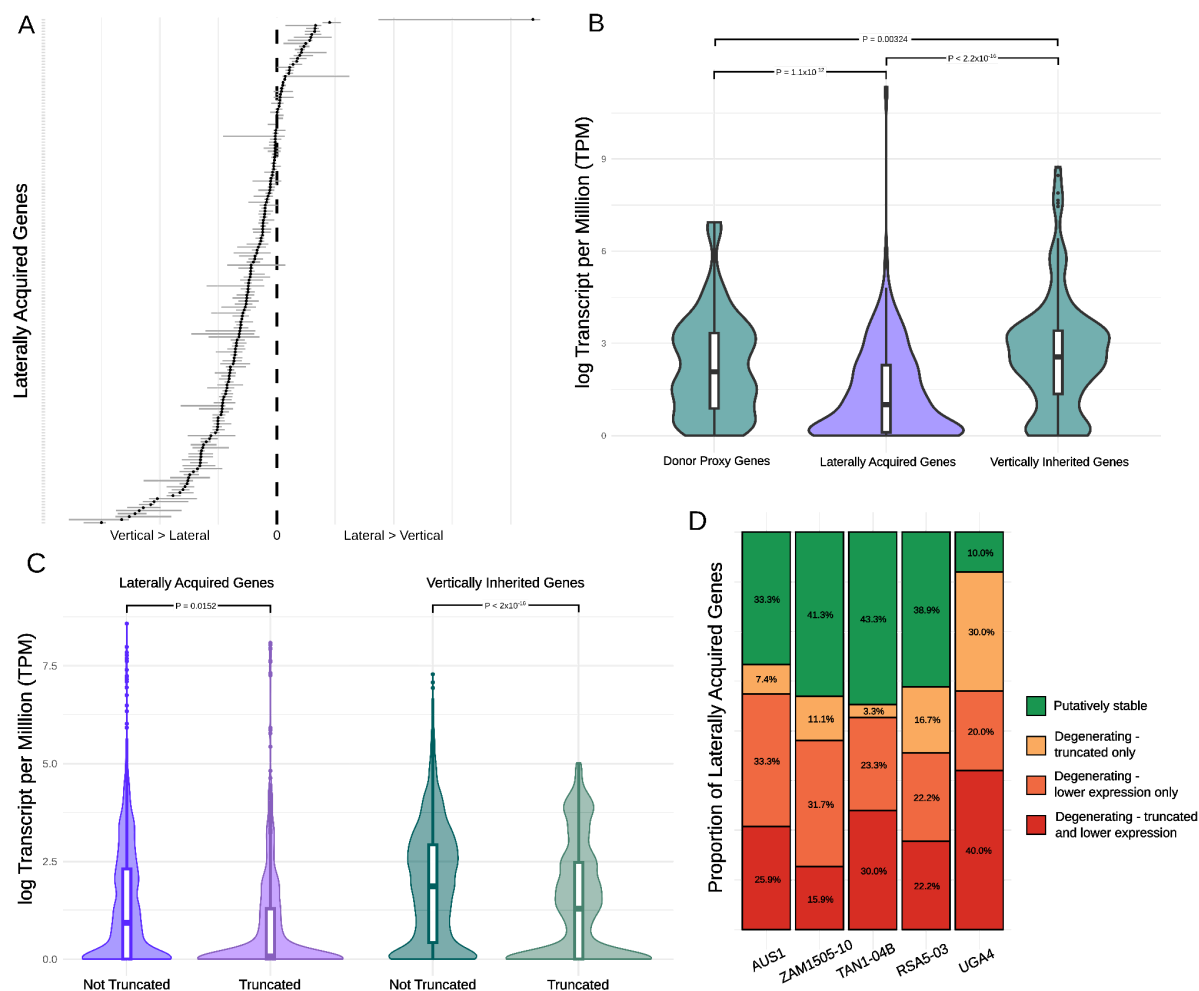 A
Laterally Acquired Genes
Vertical > Lateral
0
Lateral > Vertical
B
P = 0.00324
P = 1.1x10⁻¹²
P < 2.2x10⁻¹⁶
log Transcript per Milllion (TPM)
9
6
3
0
Donor Proxy Genes
Laterally Acquired Genes
Vertically Inherited Genes
C
Laterally Acquired Genes
Vertically Inherited Genes
P = 0.0152
P < 2x10⁻¹⁶
log Transcript per Million (TPM)
7.5
5.0
2.5
0.0
Not Truncated
Truncated
Not Truncated
Truncated
D
Proportion of Laterally Acquired Genes
33.3%
7.4%
33.3%
25.9%
41.3%
11.1%
31.7%
15.9%
43.3%
3.3%
23.3%
30.0%
38.9%
16.7%
22.2%
22.2%
10.0%
30.0%
20.0%
40.0%
AUS1
ZAM1505-10
TAN1-04B
RSA5-03
UGA4
Putatively stable
Degenerating -
truncated only
Degenerating -
lower expression only
Degenerating - truncated
and lower expression